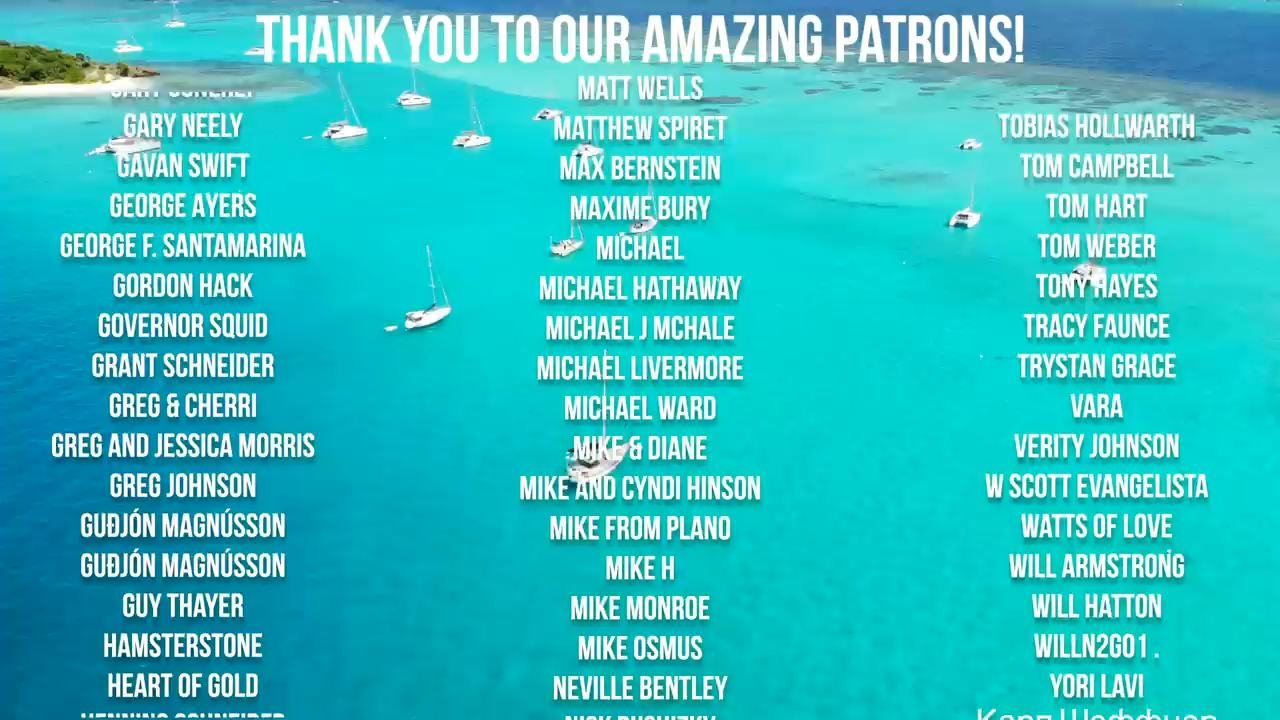 THANK YOU TO OUR AMAZING PATRONS!
GARY NEELY
GAVAN SWIFT
GEORGE AYERS
GEORGE F. SANTAMARINA
GORDON HACK
GOVERNOR SQUID
GRANT SCHNEIDER
GREG & CHERRI
GREG AND JESSICA MORRIS
GREG JOHNSON
GUÐJÓN MAGNÚSSON
GUÐJÓN MAGNÚSSON
GUY THAYER
HAMSTERSTONE
HEART OF GOLD
HENNING SCHNEIDER
MATT WELLS
MATTHEW SPIRET
MAX BERNSTEIN
MAXIME BURY
MICHAEL
MICHAEL HATHAWAY
MICHAEL J MCHALE
MICHAEL LIVERMORE
MICHAEL WARD
MIKE & DIANE
MIKE AND CYNDI HINSON
MIKE FROM PLANO
MIKE H
MIKE MONROE
MIKE OSMUS
NEVILLE BENTLEY
NICK
TOBIAS HOLLWARTH
TOM CAMPBELL
TOM HART
TOM WEBER
TONY HAYES
TRACY FAUNCE
TRYSTAN GRACE
VARA
VERITY JOHNSON
W SCOTT EVANGELISTA
WATTS OF LOVE
WILL ARMSTRONG
WILL HATTON
WILLN2GO1 .
YORI LAVI